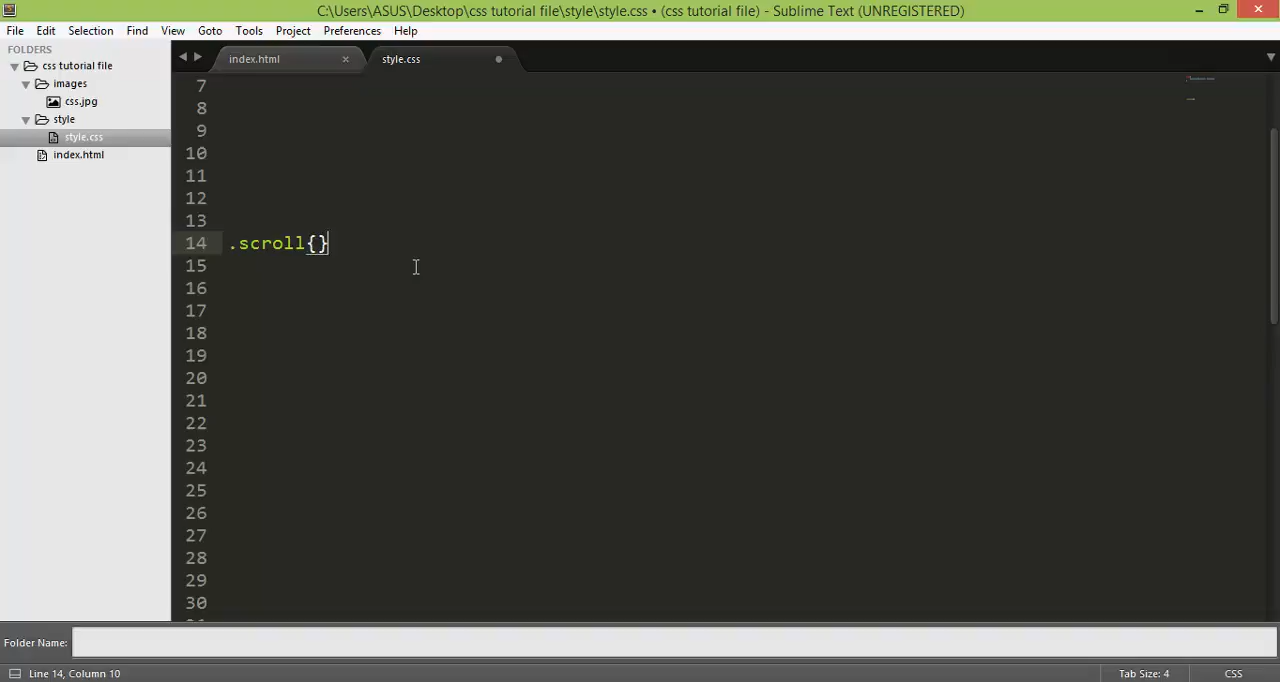 C:\Users\ASUS\Desktop\css tutorial file\style\style.css • (css tutorial file) - Sublime Text (UNREGISTERED)
File Edit Selection Find View Goto Tools Project Preferences Help
FOLDERS
css tutorial file
images
css.jpg
style
style.css
index.html
index.html × style.css
7
8
9
10
11
12
13
14 .scroll{}
15
16
17
18
19
20
21
22
23
24
25
26
27
28
29
30
Folder Name:
Line 14, Column 10 Tab Size: 4 CSS